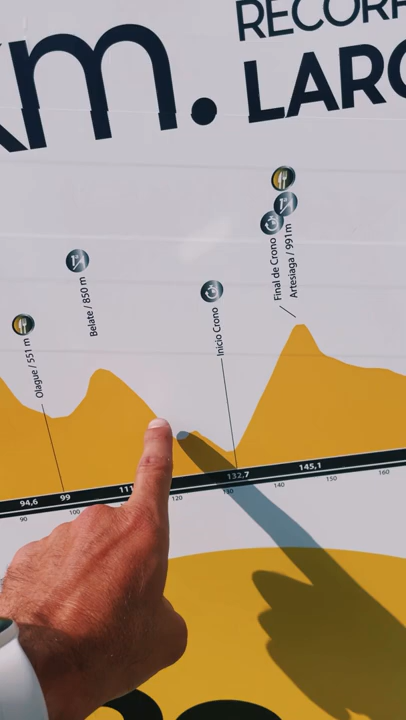 RECORR
km.
LARG
Final de Crono
Artesiaga / 991 m
Belate / 850 m
Inicio Crono
Olague / 551 m
94,6 99 111 132,7 145,1
90 100 120 130 140 150 160